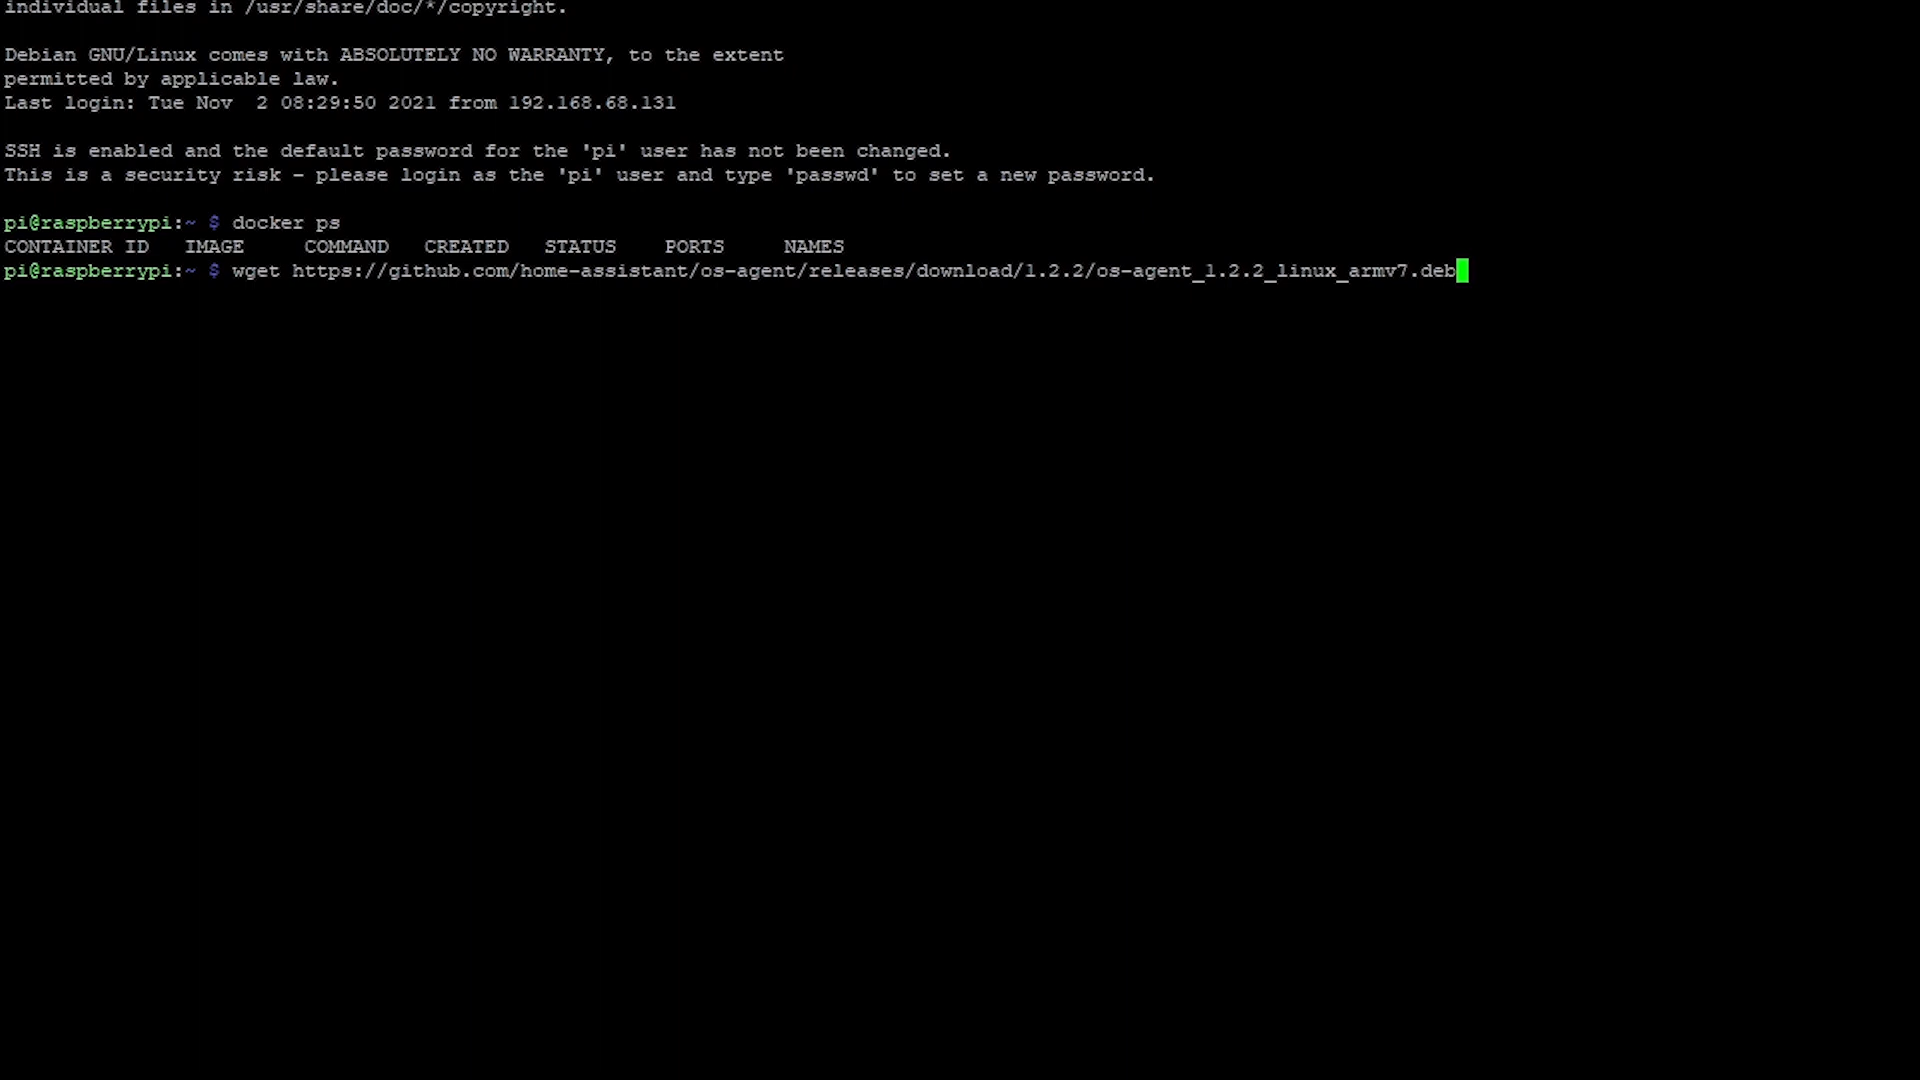 individual files in /usr/share/doc/*/copyright.
Debian GNU/Linux comes with ABSOLUTELY NO WARRANTY, to the extent
permitted by applicable law.
Last login: Tue Nov  2 08:29:50 2021 from 192.168.68.131
SSH is enabled and the default password for the 'pi' user has not been changed.
This is a security risk - please login as the 'pi' user and type 'passwd' to set a new password.
pi@raspberrypi:~ $ docker ps
CONTAINER ID   IMAGE     COMMAND   CREATED   STATUS    PORTS     NAMES
pi@raspberrypi:~ $ wget https://github.com/home-assistant/os-agent/releases/download/1.2.2/os-agent_1.2.2_linux_armv7.deb